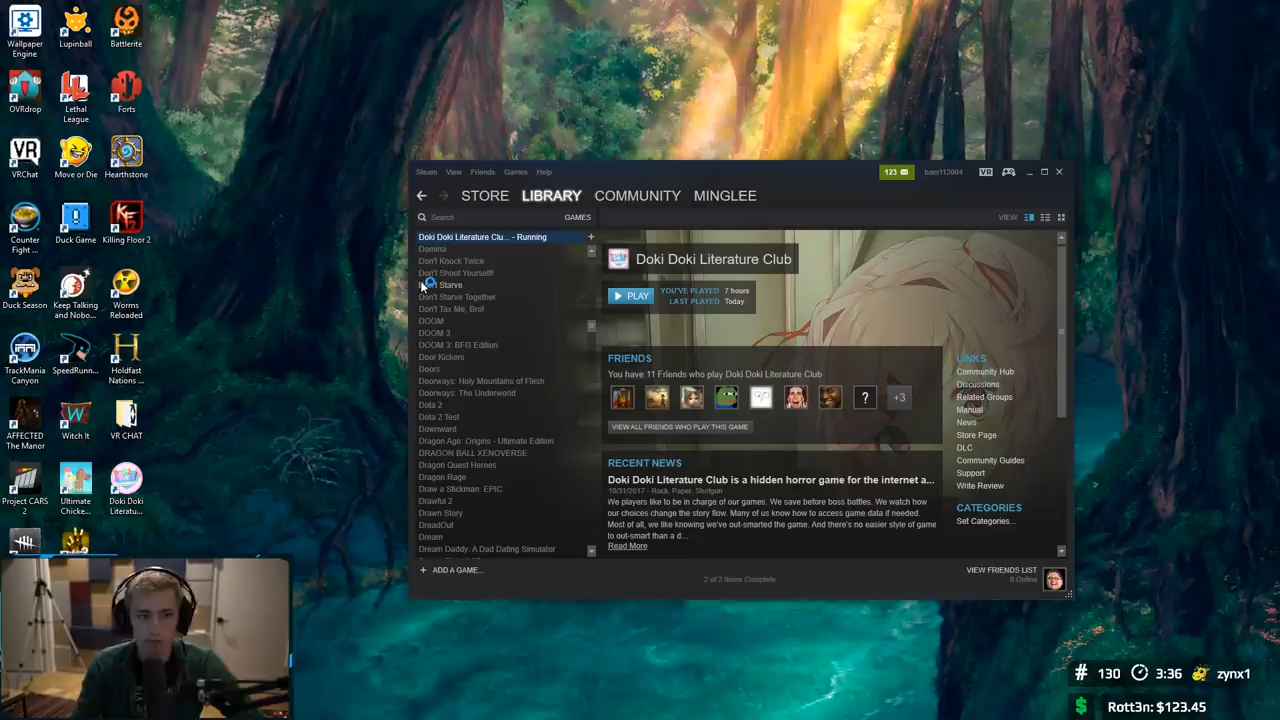 Wallpaper
Engine
Lupinball
Battlerite
OVRdrop
Lethal
League
Forts
VR
VRChat
Move or Die
Hearthstone
Counter
Fight ...
Duck Game
KF2
Killing Floor 2
Duck Season
Keep Talking
and Nobo...
Worms
Reloaded
TrackMania
Canyon
SpeedRunn...
Holdfast
Nations ...
AFFECTED
The Manor
Witch It
VR CHAT
Project CARS
2
Ultimate
Chicke...
Doki Doki
Literatu...
Steam View Friends Games Help
123
bam112004
VR
STORE LIBRARY COMMUNITY MINGLEE
Search
GAMES
VIEW
Doki Doki Literature Clu... - Running
Domina
Don't Knock Twice
Don't Shoot Yourself!
Starve
Don't Starve Together
Don't Tax Me, Bro!
DOOM
DOOM 3
DOOM 3: BFG Edition
Door Kickers
Doors
Doorways: Holy Mountains of Flesh
Doorways: The Underworld
Dota 2
Dota 2 Test
Downward
Dragon Age: Origins - Ultimate Edition
DRAGON BALL XENOVERSE
Dragon Quest Heroes
Dragon Rage
Draw a Stickman: EPIC
Drawful 2
Drawn Story
DreadOut
Dream
Dream Daddy: A Dad Dating Simulator
+ ADD A GAME...
Doki Doki Literature Club
PLAY
YOU'VE PLAYED 7 hours
LAST PLAYED Today
FRIENDS
You have 11 Friends who play Doki Doki Literature Club
?
+3
VIEW ALL FRIENDS WHO PLAY THIS GAME
RECENT NEWS
Doki Doki Literature Club is a hidden horror game for the internet a...
10/31/2017 - Rock, Paper, Shotgun
We players like to be in charge of our games. We save before boss battles. We watch how
our choices change the story flow. Many of us know how to access game data if needed.
Most of all, we like knowing we've out-smarted the game. And there's no easier style of game
to out-smart than a d...
Read More
LINKS
Community Hub
Discussions
Related Groups
Manual
News
Store Page
DLC
Community Guides
Support
Write Review
CATEGORIES
Set Categories...
2 of 2 Items Complete
VIEW FRIENDS LIST
0 Online
# 130 3:36 zynx1
$ Rott3n: $123.45